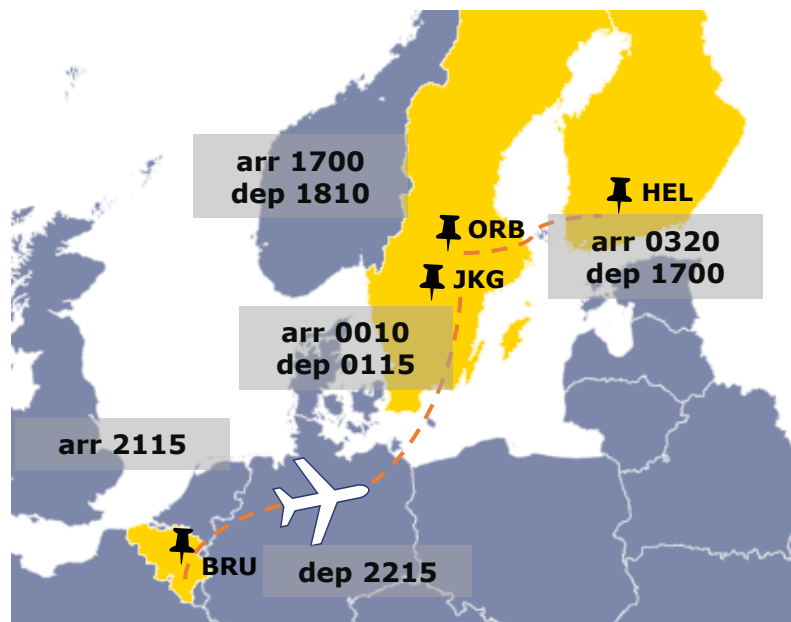 arr 1700
dep 1810
HEL
ORB
arr 0320
dep 1700
JKG
arr 0010
dep 0115
arr 2115
BRU
dep 2215